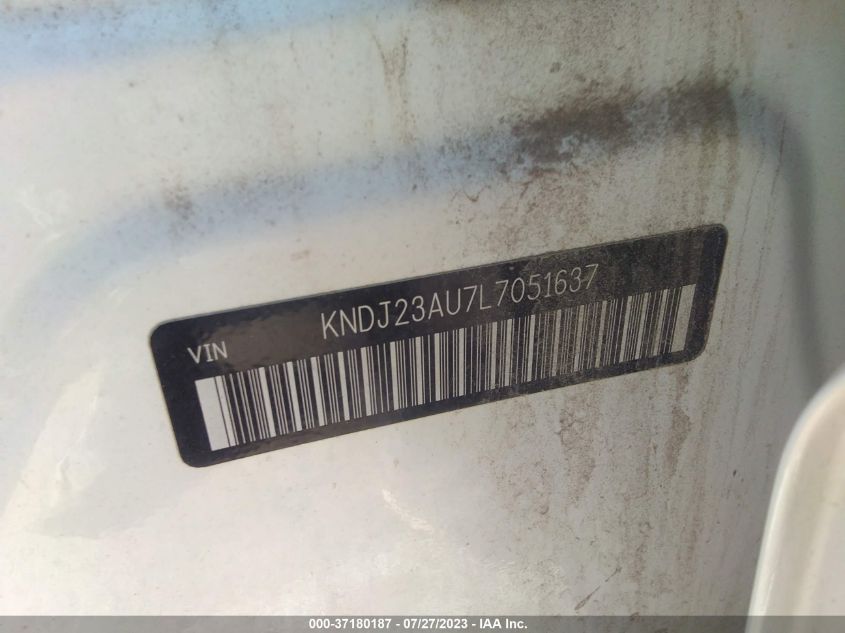 VIN KNDJ23AU7L7051637
000-37180187 - 07/27/2023 - IAA Inc.